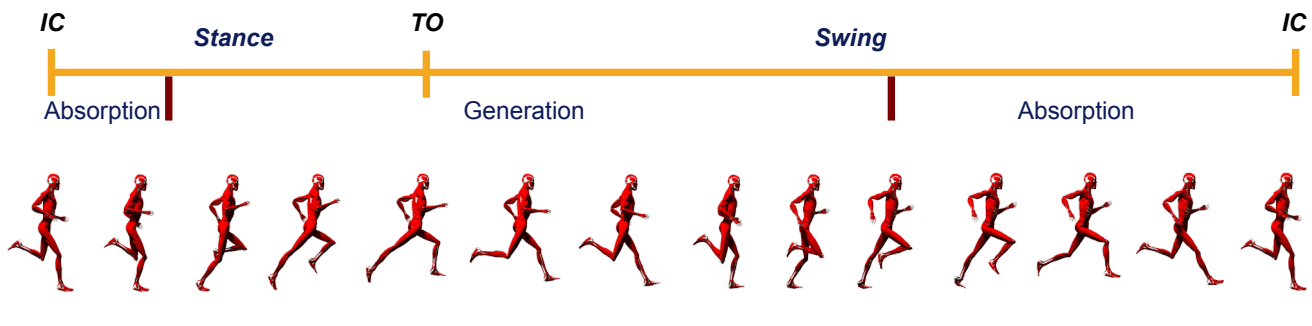 IC
Stance
TO
Swing
IC
Absorption
Generation
Absorption